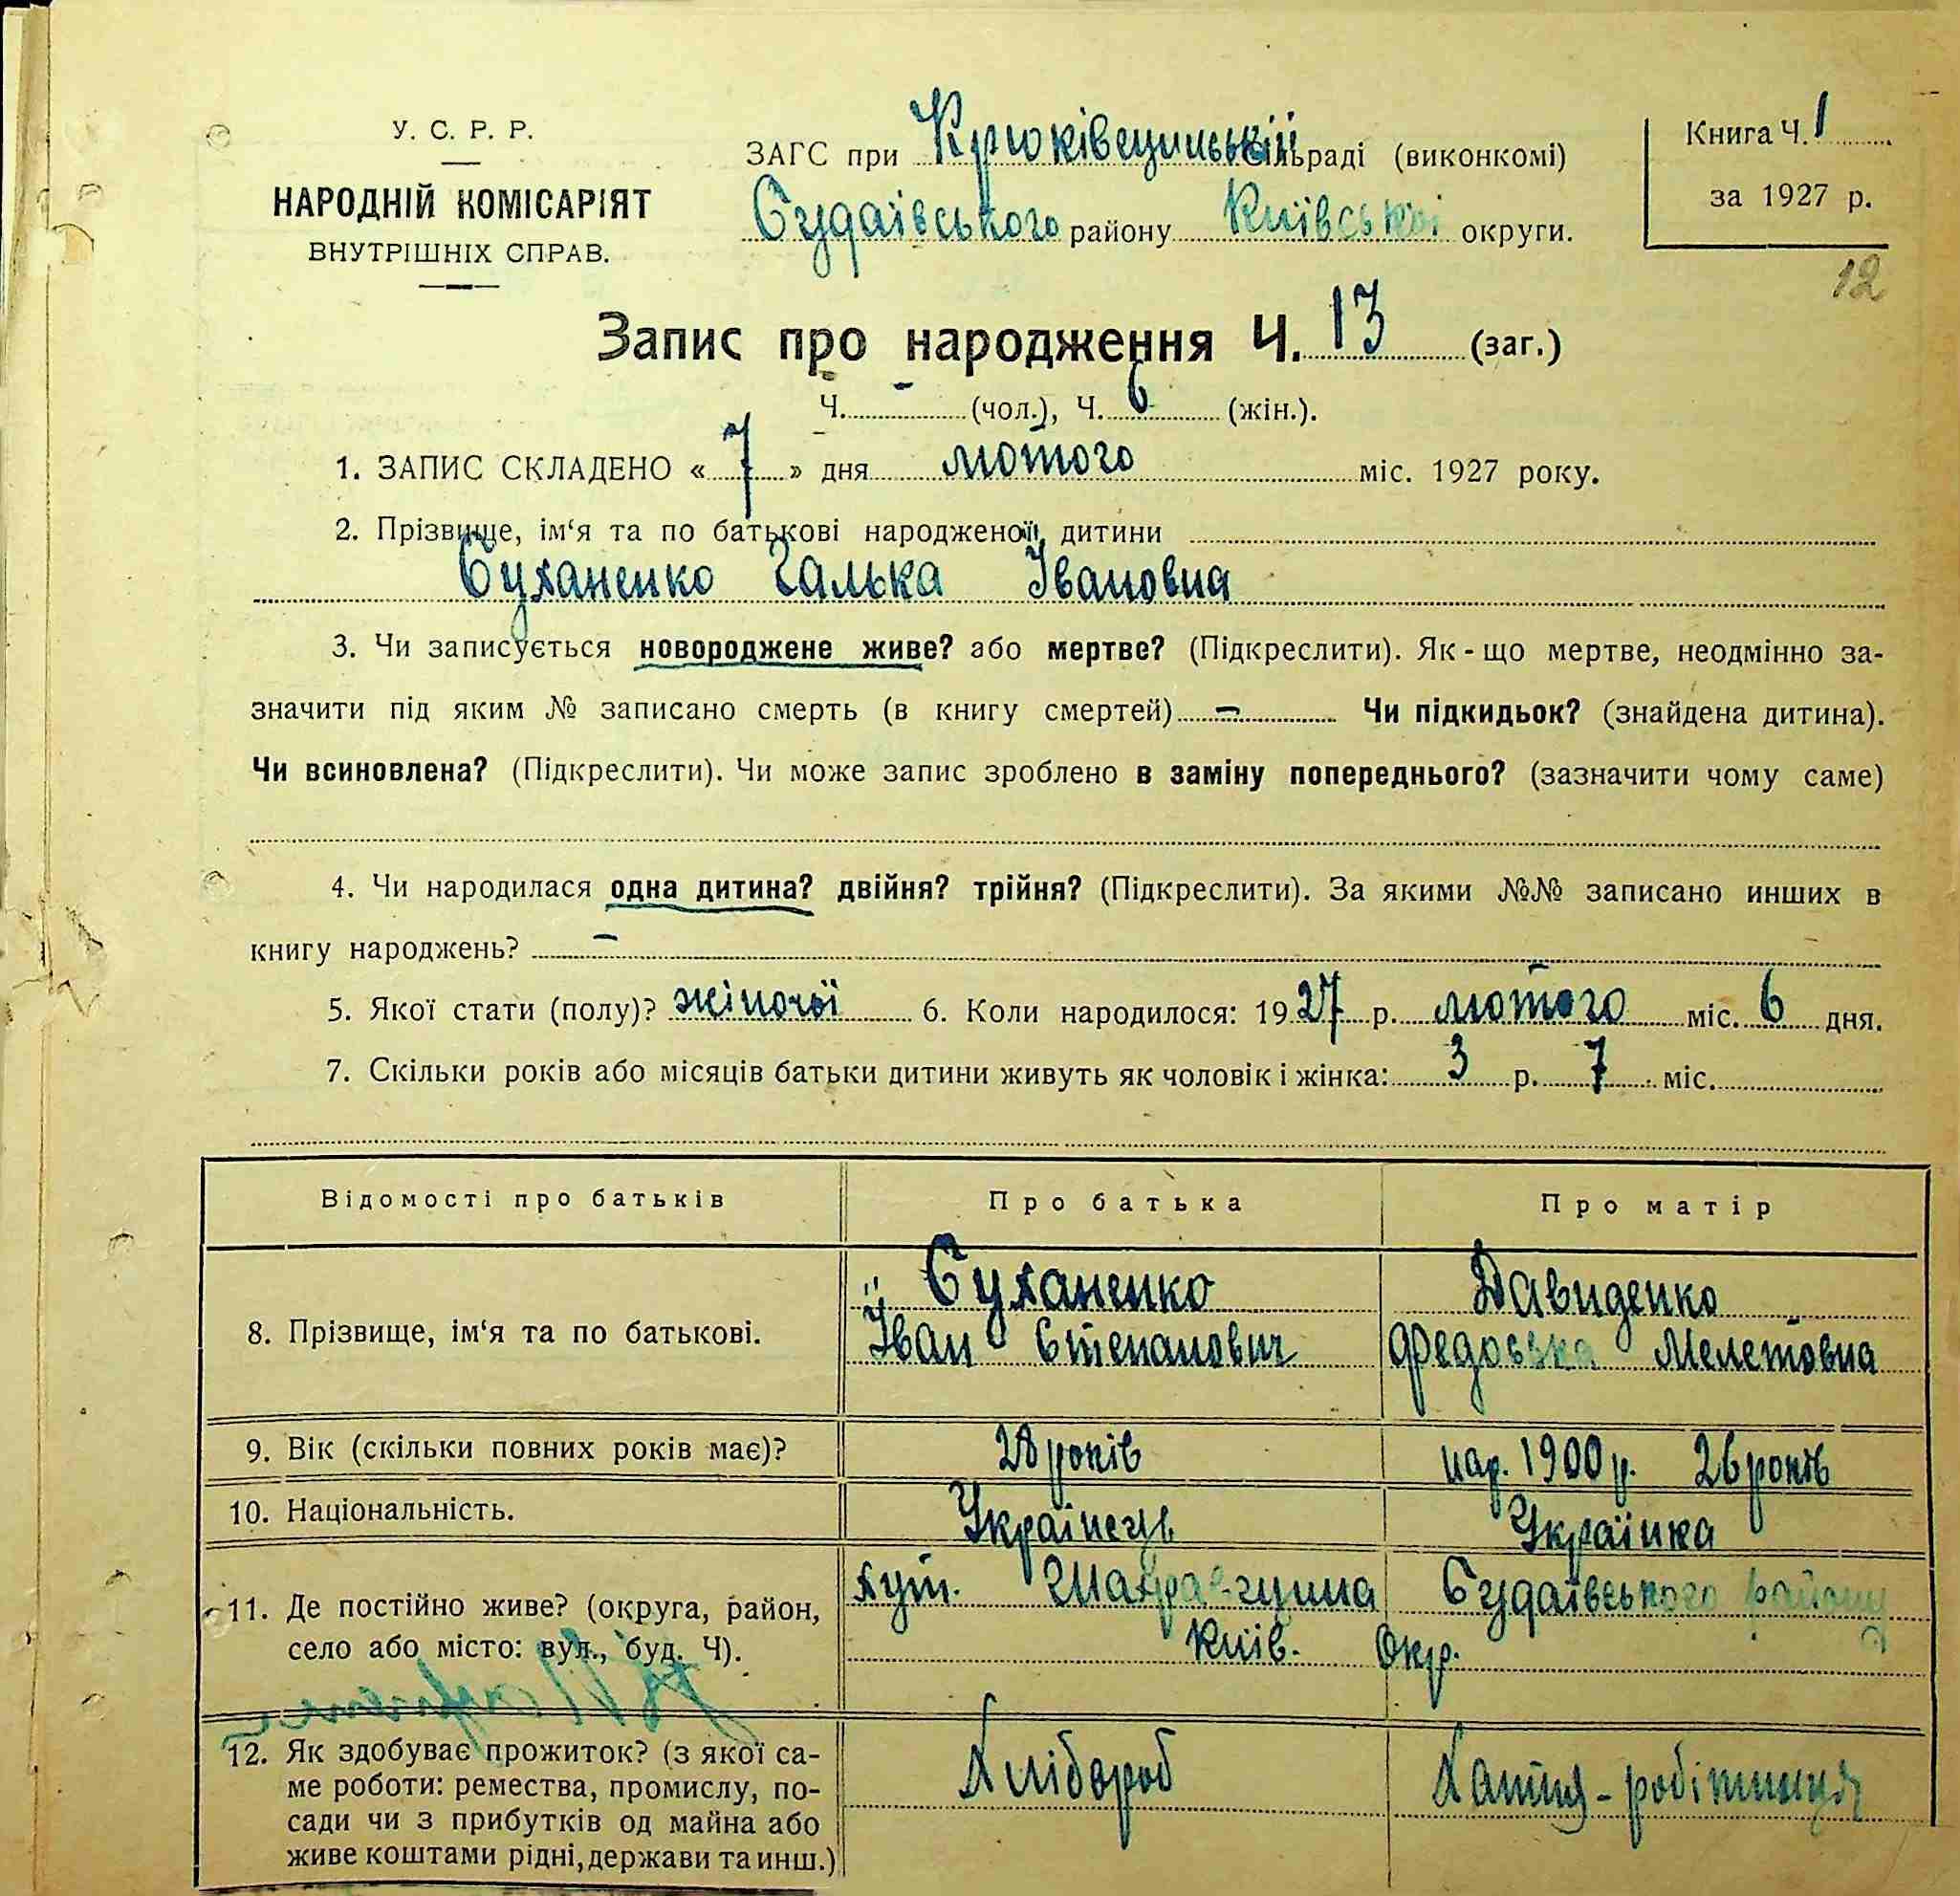 У. С. Р. Р.
НАРОДНІЙ КОМІСАРІЯТ
ВНУТРІШНІХ СПРАВ.
ЗАГС при Крюківщинській сільраді (виконкомі)
Будаївського району Київської округи.
Книга Ч. 1
за 1927 р.
12
Запис про народження Ч. 13 (заг.)
Ч. - (чол.), Ч. 6 (жін.).
1. ЗАПИС СКЛАДЕНО « 7 » дня лютого міс. 1927 року.
2. Прізвище, ім‘я та по батькові народженої дитини
Суханенко Галька Івановна
3. Чи записується новороджене живе? або мертве? (Підкреслити). Як-що мертве, неодмінно за-
значити під яким № записано смерть (в книгу смертей) - Чи підкидьок? (знайдена дитина).
Чи всиновлена? (Підкреслити). Чи може запис зроблено в заміну попереднього? (зазначити чому саме)
4. Чи народилася одна дитина? двійня? трійня? (Підкреслити). За якими №№ записано инших в
книгу народжень? -
5. Якої стати (полу)? жіночої 6. Коли народилося: 1927 р. лютого міс. 6 дня.
7. Скільки років або місяців батьки дитини живуть як чоловік і жінка: 3 р. 7 міс.
Відомості про батьків Про батька Про матір
8. Прізвище, ім‘я та по батькові.
Суханенко
Іван Степанович
Давиденко
Федоська Мелетовна
9. Вік (скільки повних років має)? 28 років нар. 1900 р. 26 років
10. Національність. Українець Українка
11. Де постійно живе? (округа, район,
село або місто: вул., буд. Ч).
хут. Шахравщина Будаївського району
Київ. Окр.
12. Як здобуває прожиток? (з якої са-
ме роботи: ремества, промислу, по-
сади чи з прибутків од майна або
живе коштами рідні, держави та инш.)
Хлібороб
Хатня-робітниця